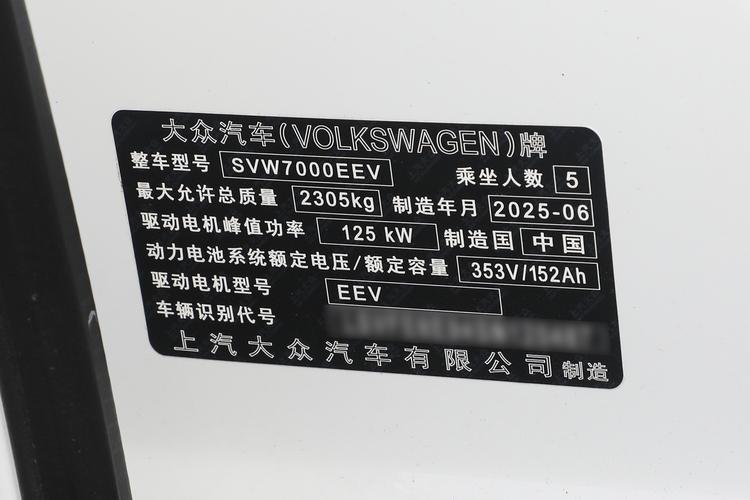 大众汽车(VOLKSWAGEN)牌
整车型号 SVW7000EEV 乘坐人数 5
最大允许总质量 2305kg 制造年月 2025-06
驱动电机峰值功率 125 kW 制造国 中国
动力电池系统额定电压/额定容量 353V/152Ah
驱动电机型号 EEV
车辆识别代号
上汽大众汽车有限公司 制造